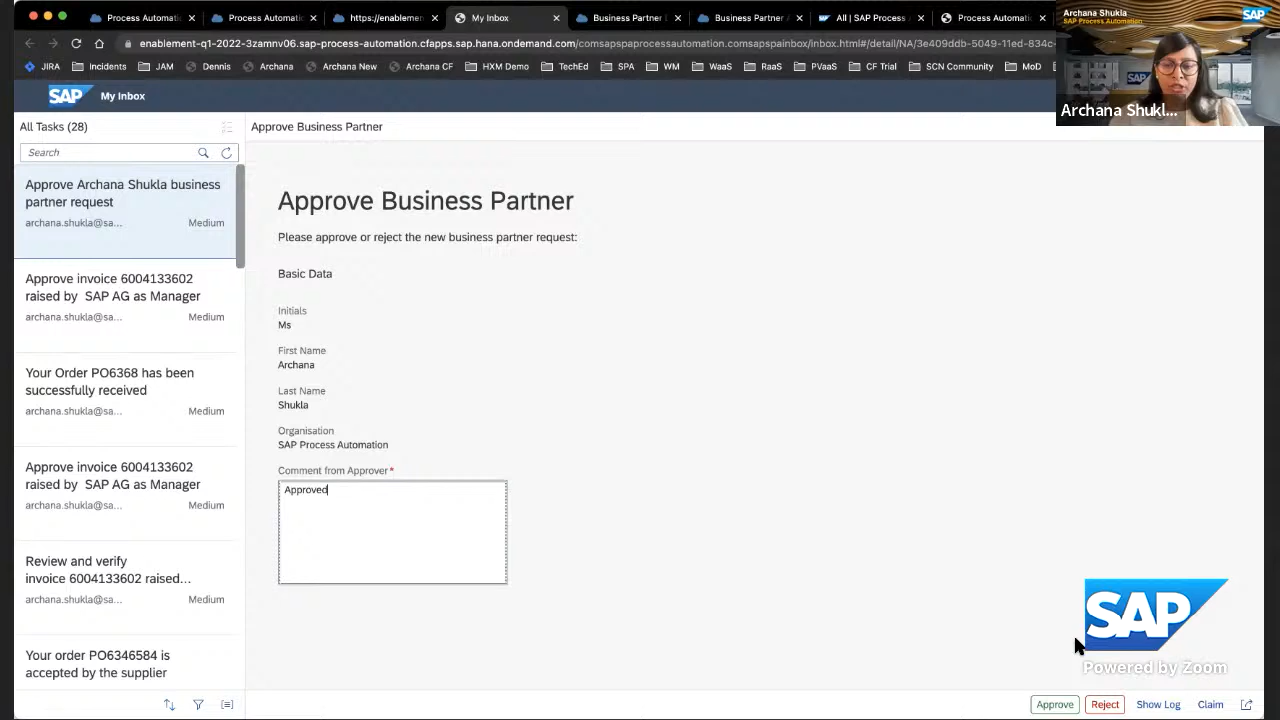 Process Automati
Process Automati
https://enablemen
My Inbox
Business Partner
Business Partner
All | SAP Process
Process Automati
Archana Shukla
SAP Process Automation
SAP
enablement_01-2022-3zamnv06.sap-process-automation.cfapps.sap.hana.ondemand.com/comsapspaprocessautomation.comsapspainbox/inbox.html#/detail/NA/3e409ddb-5049-11ed-834c
JIRA
Incidents
JAM
Dennis
Archana
Archana New
Archana CF
HXM Demo
TechEd
SPA
WM
WaaS
RaaS
PVaaS
CF Trial
SCN Community
MoD
SAP
Archana Shukl...
SAP My Inbox
All Tasks (28)
Approve Business Partner
Search
Approve Archana Shukla business
partner request
archana.shukla@sa... Medium
Approve invoice 6004133602
raised by SAP AG as Manager
archana.shukla@sa... Medium
Your Order PO6368 has been
successfully received
archana.shukla@sa... Medium
Approve invoice 6004133602
raised by SAP AG as Manager
archana.shukla@sa... Medium
Review and verify
invoice 6004133602 raised...
archana.shukla@sa... Medium
Your order PO6346584 is
accepted by the supplier
Approve Business Partner
Please approve or reject the new business partner request:
Basic Data
Initials
Ms
First Name
Archana
Last Name
Shukla
Organisation
SAP Process Automation
Comment from Approver*
Approved
SAP
Powered by Zoom
Approve Reject Show Log Claim